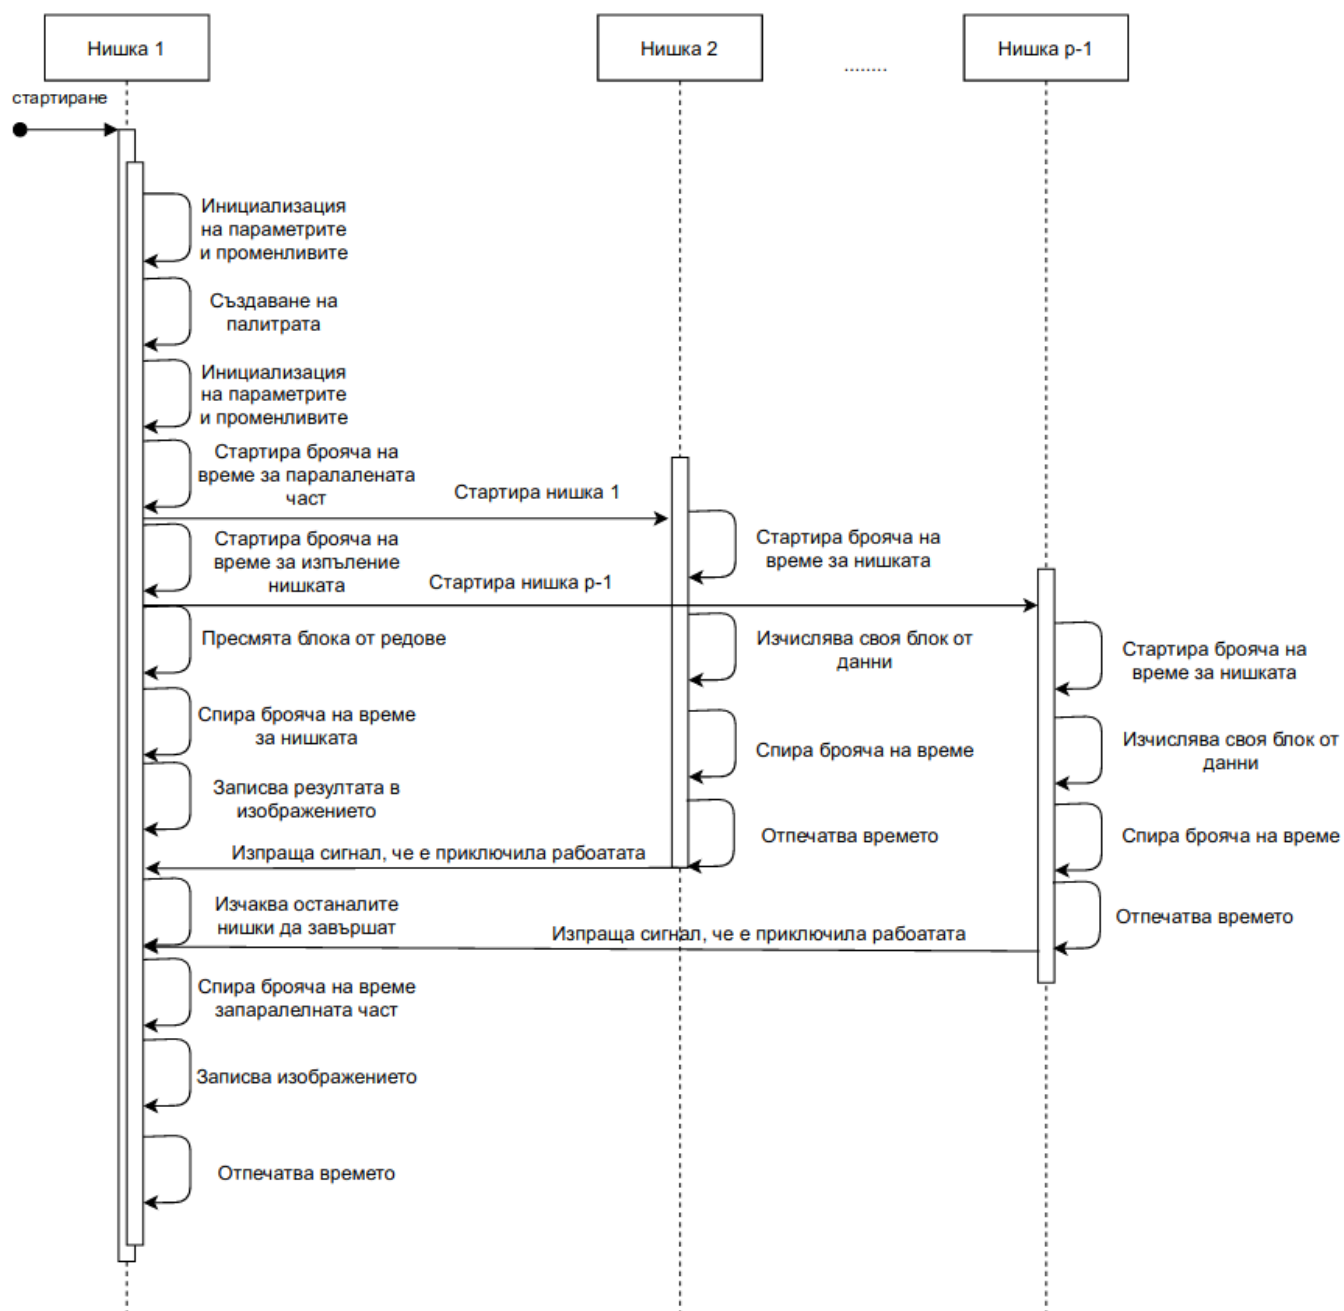 Нишка 1
Нишка 2
........
Нишка p-1
стартиране
Инициализация
на параметрите
и променливите
Създаване на
палитрата
Инициализация
на параметрите
и променливите
Стартира брояча на
време за паралалената
част
Стартира нишка 1
Стартира брояча на
време за изпъление
нишката
Стартира брояча на
време за нишката
Стартира нишка p-1
Пресмята блока от редове
Изчислява своя блок от
данни
Стартира брояча на
време за нишката
Спира брояча на време
за нишката
Спира брояча на време
Изчислява своя блок от
данни
Записва резултата в
изображението
Отпечатва времето
Спира брояча на време
Изпраща сигнал, че е приключила рабоатата
Изчаква останалите
нишки да завършат
Отпечатва времето
Изпраща сигнал, че е приключила рабоатата
Спира брояча на време
запаралелната част
Записва изображението
Отпечатва времето